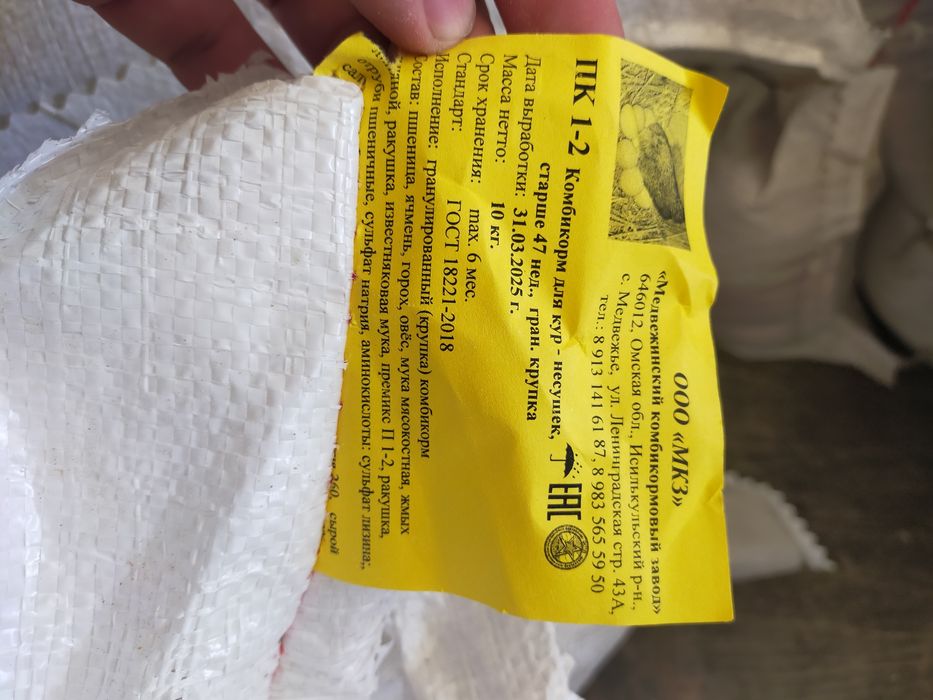 ООО «МКЗ»
«Медвежинский комбикормовый завод»
646012, Омская обл., Исилькульский р-н.,
с. Медвежье, ул. Ленинградская стр. 43А,
тел.: 8 913 141 61 87, 8 983 565 59 50
ПК 1-2 Комбикорм для кур - несушек,
старше 47 нед., гран. крупка
EAC
Дата выработки: 31.03.2025 г.
Масса нетто: 10 кг.
Срок хранения: max. 6 мес.
Стандарт: ГОСТ 18221-2018
Исполнение: гранулированный (крупка) комбикорм
Состав: пшеница, ячмень, горох, овёс, мука мясокостная, жмых
ракушка, известняковая мука, премикс П 1-2, ракушка,
отруби пшеничные, сульфат натрия, аминокислоты: сульфат лизина;,
260, сырой